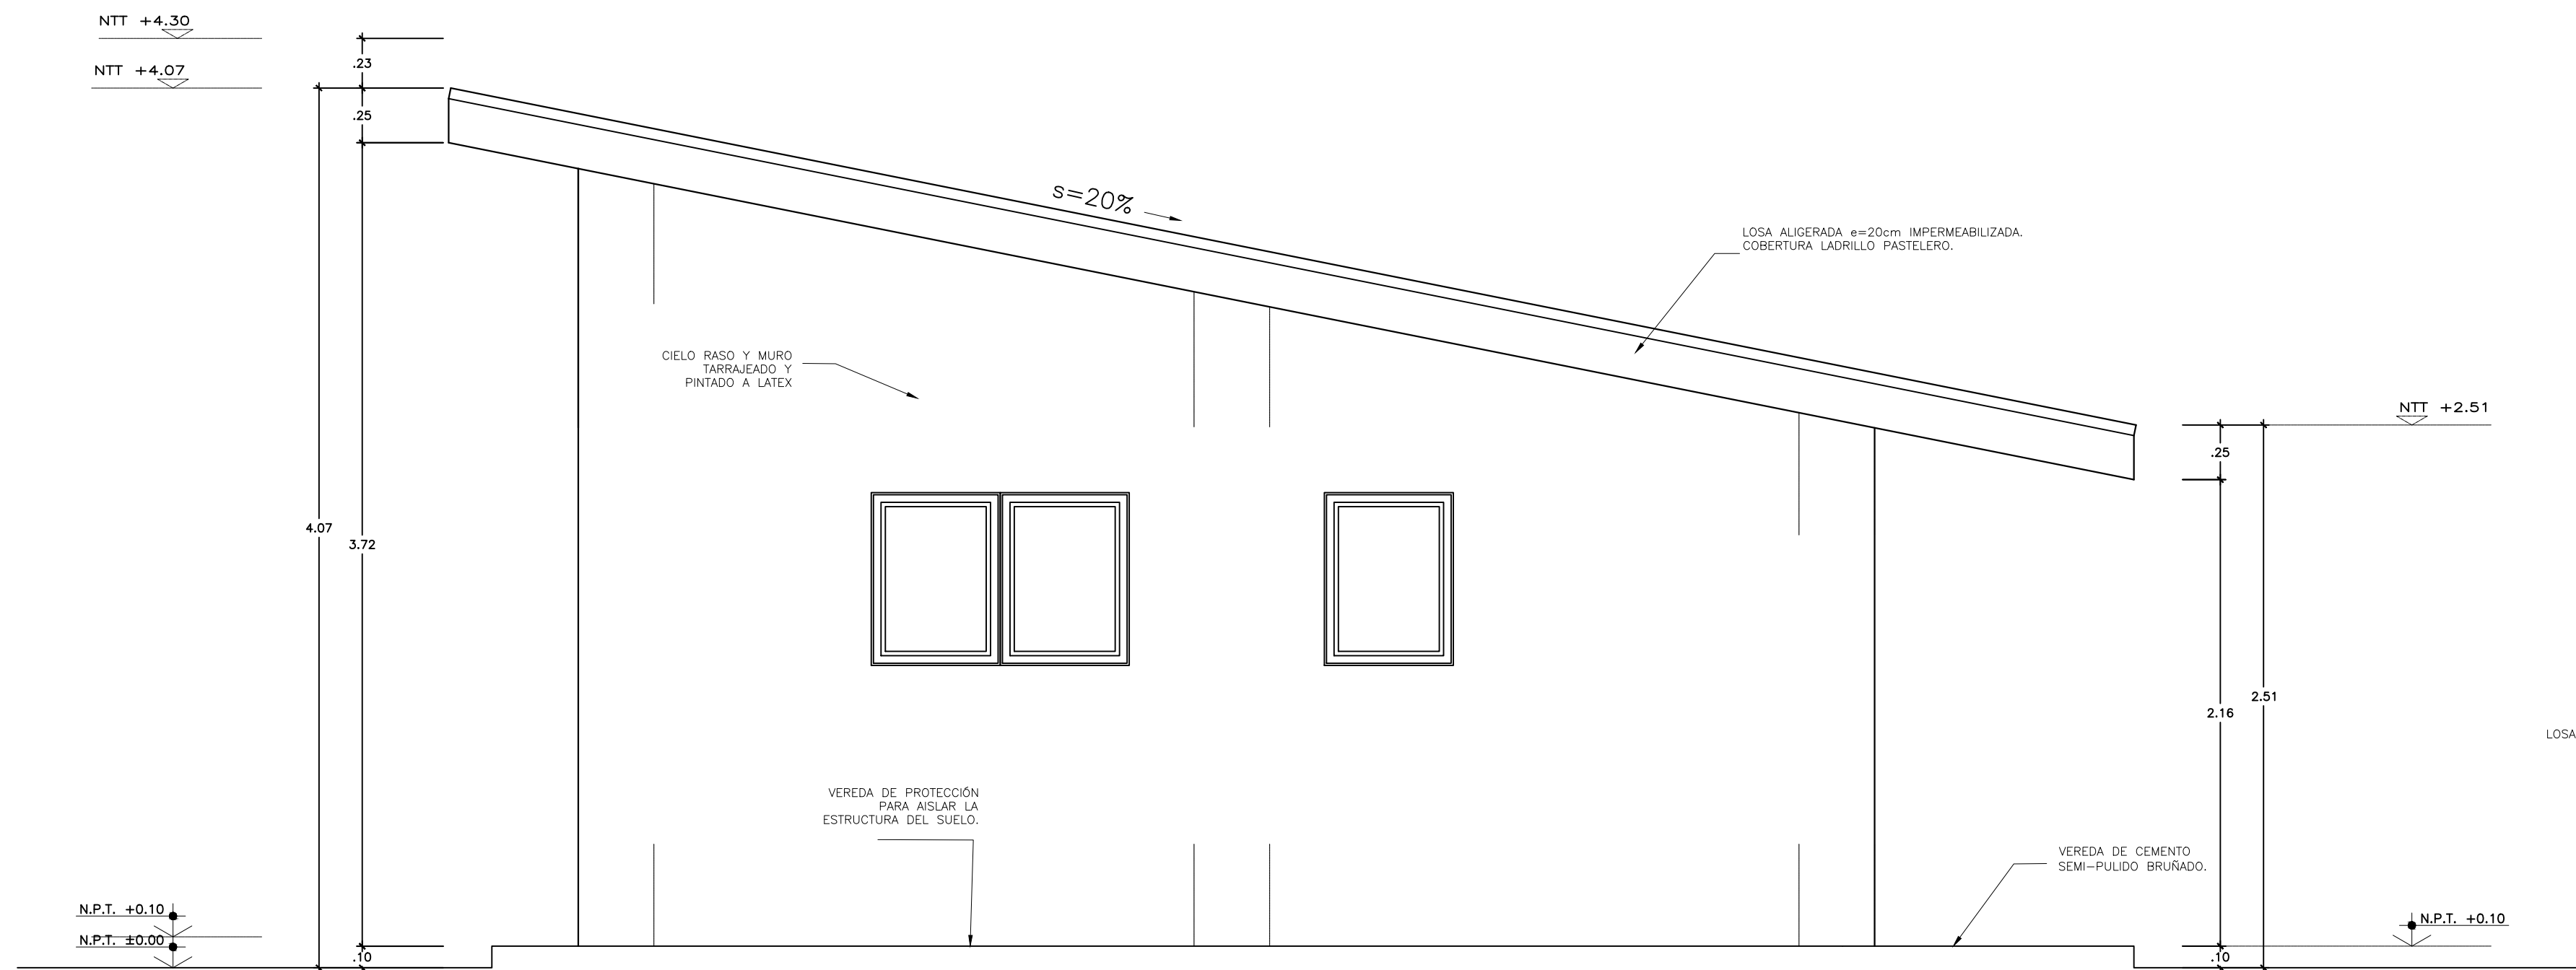 NTT +4.30
.23
NTT +4.07
.25
s=20%
LOSA ALIGERADA e=20cm IMPERMEABILIZADA.
COBERTURA LADRILLO PASTELERO.
CIELO RASO Y MURO
TARRAJEADO Y
PINTADO A LATEX
NTT +2.51
.25
4.07
3.72
2.51
2.16
LOSA
VEREDA DE PROTECCIÓN
PARA AISLAR LA
ESTRUCTURA DEL SUELO.
VEREDA DE CEMENTO
SEMI-PULIDO BRUÑADO.
N.P.T. +0.10
N.P.T. +0.10
N.P.T. ±0.00
.10
.10